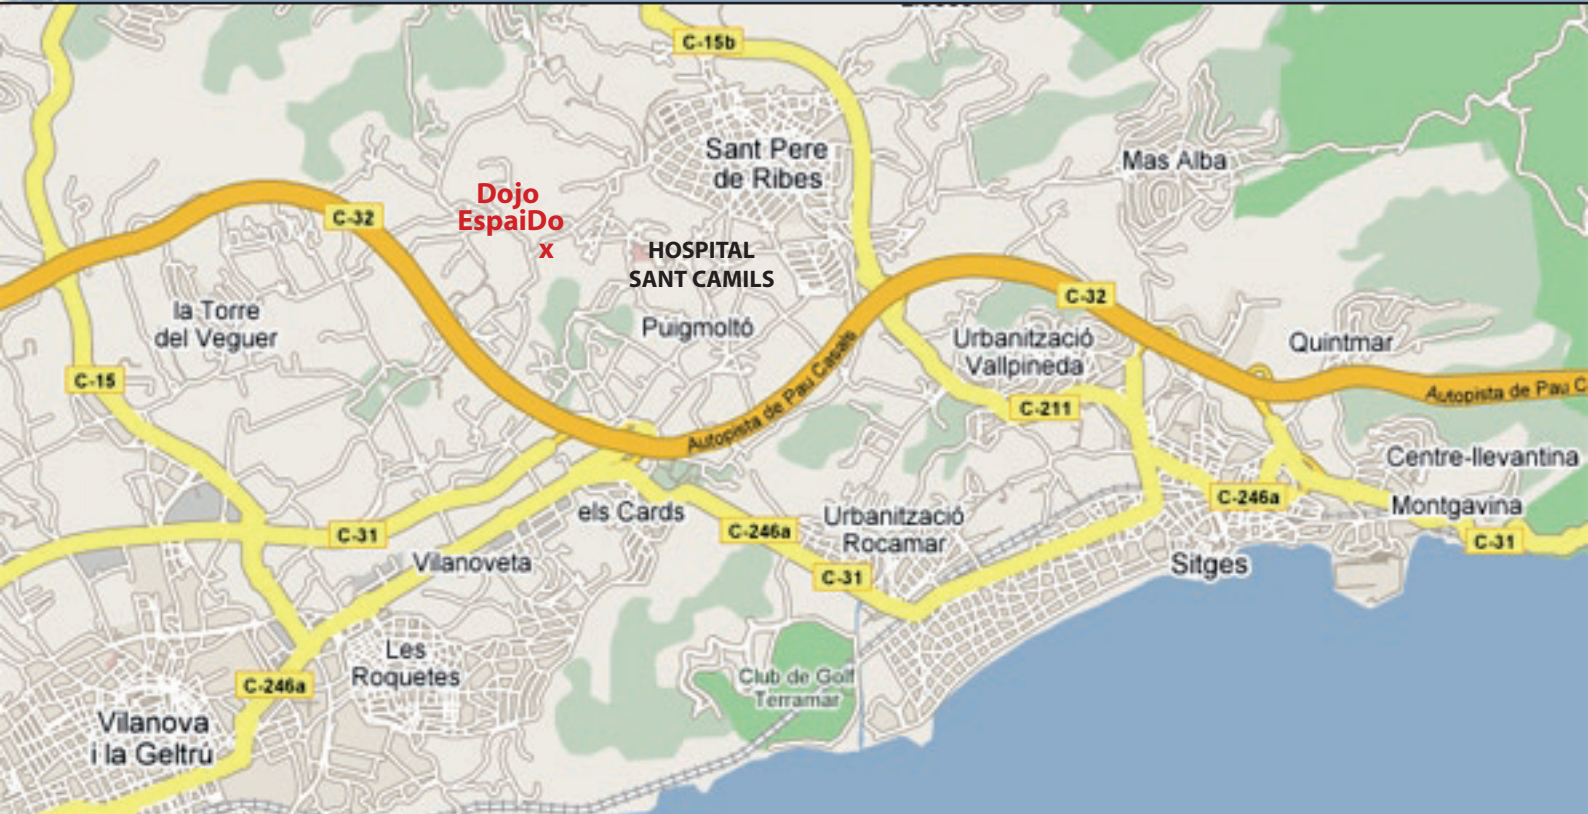 C-15b
Sant Pere
de Ribes
Mas Alba
Dojo
EspaiDo
x
C-32
HOSPITAL
SANT CAMILS
C-32
la Torre
del Veguer
Puigmoltó
Urbanització
Vallpineda
Quintmar
C-15
Autopista de Pau Casals
Autopista de Pau C
C-211
Centre-llevantina
C-246a
Montgavina
els Cards
C-246a
Urbanització
Rocamar
C-31
C-31
Vilanoveta
Sitges
C-31
Les
Roquetes
C-246a
Club de Golf
Terramar
Vilanova
i la Geltrú